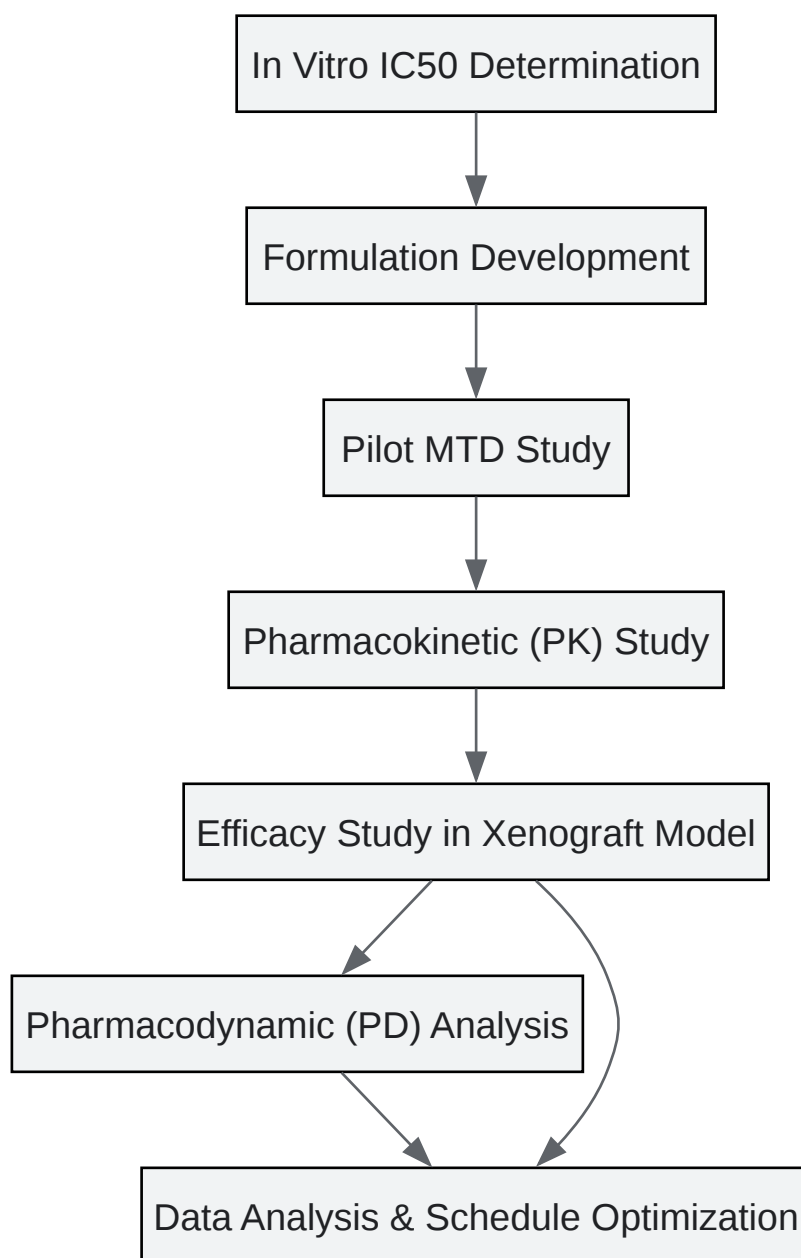 In Vitro IC50 Determination
Formulation Development
Pilot MTD Study
Pharmacokinetic (PK) Study
Efficacy Study in Xenograft Model
Pharmacodynamic (PD) Analysis
Data Analysis & Schedule Optimization